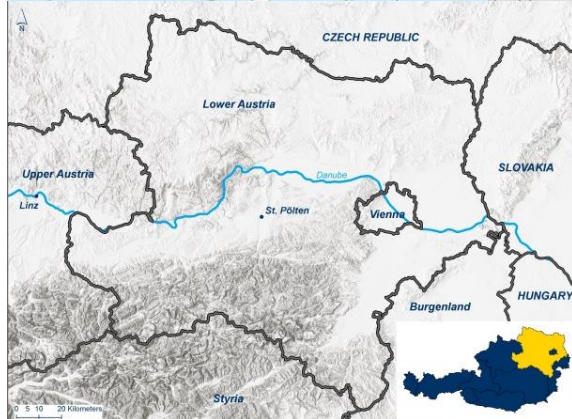 N
CZECH REPUBLIC
Lower Austria
Upper Austria
SLOVAKIA
Danube
Linz
St. Pölten
Vienna
Burgenland
HUNGARY
Styria
0 5 10 20 Kilometers